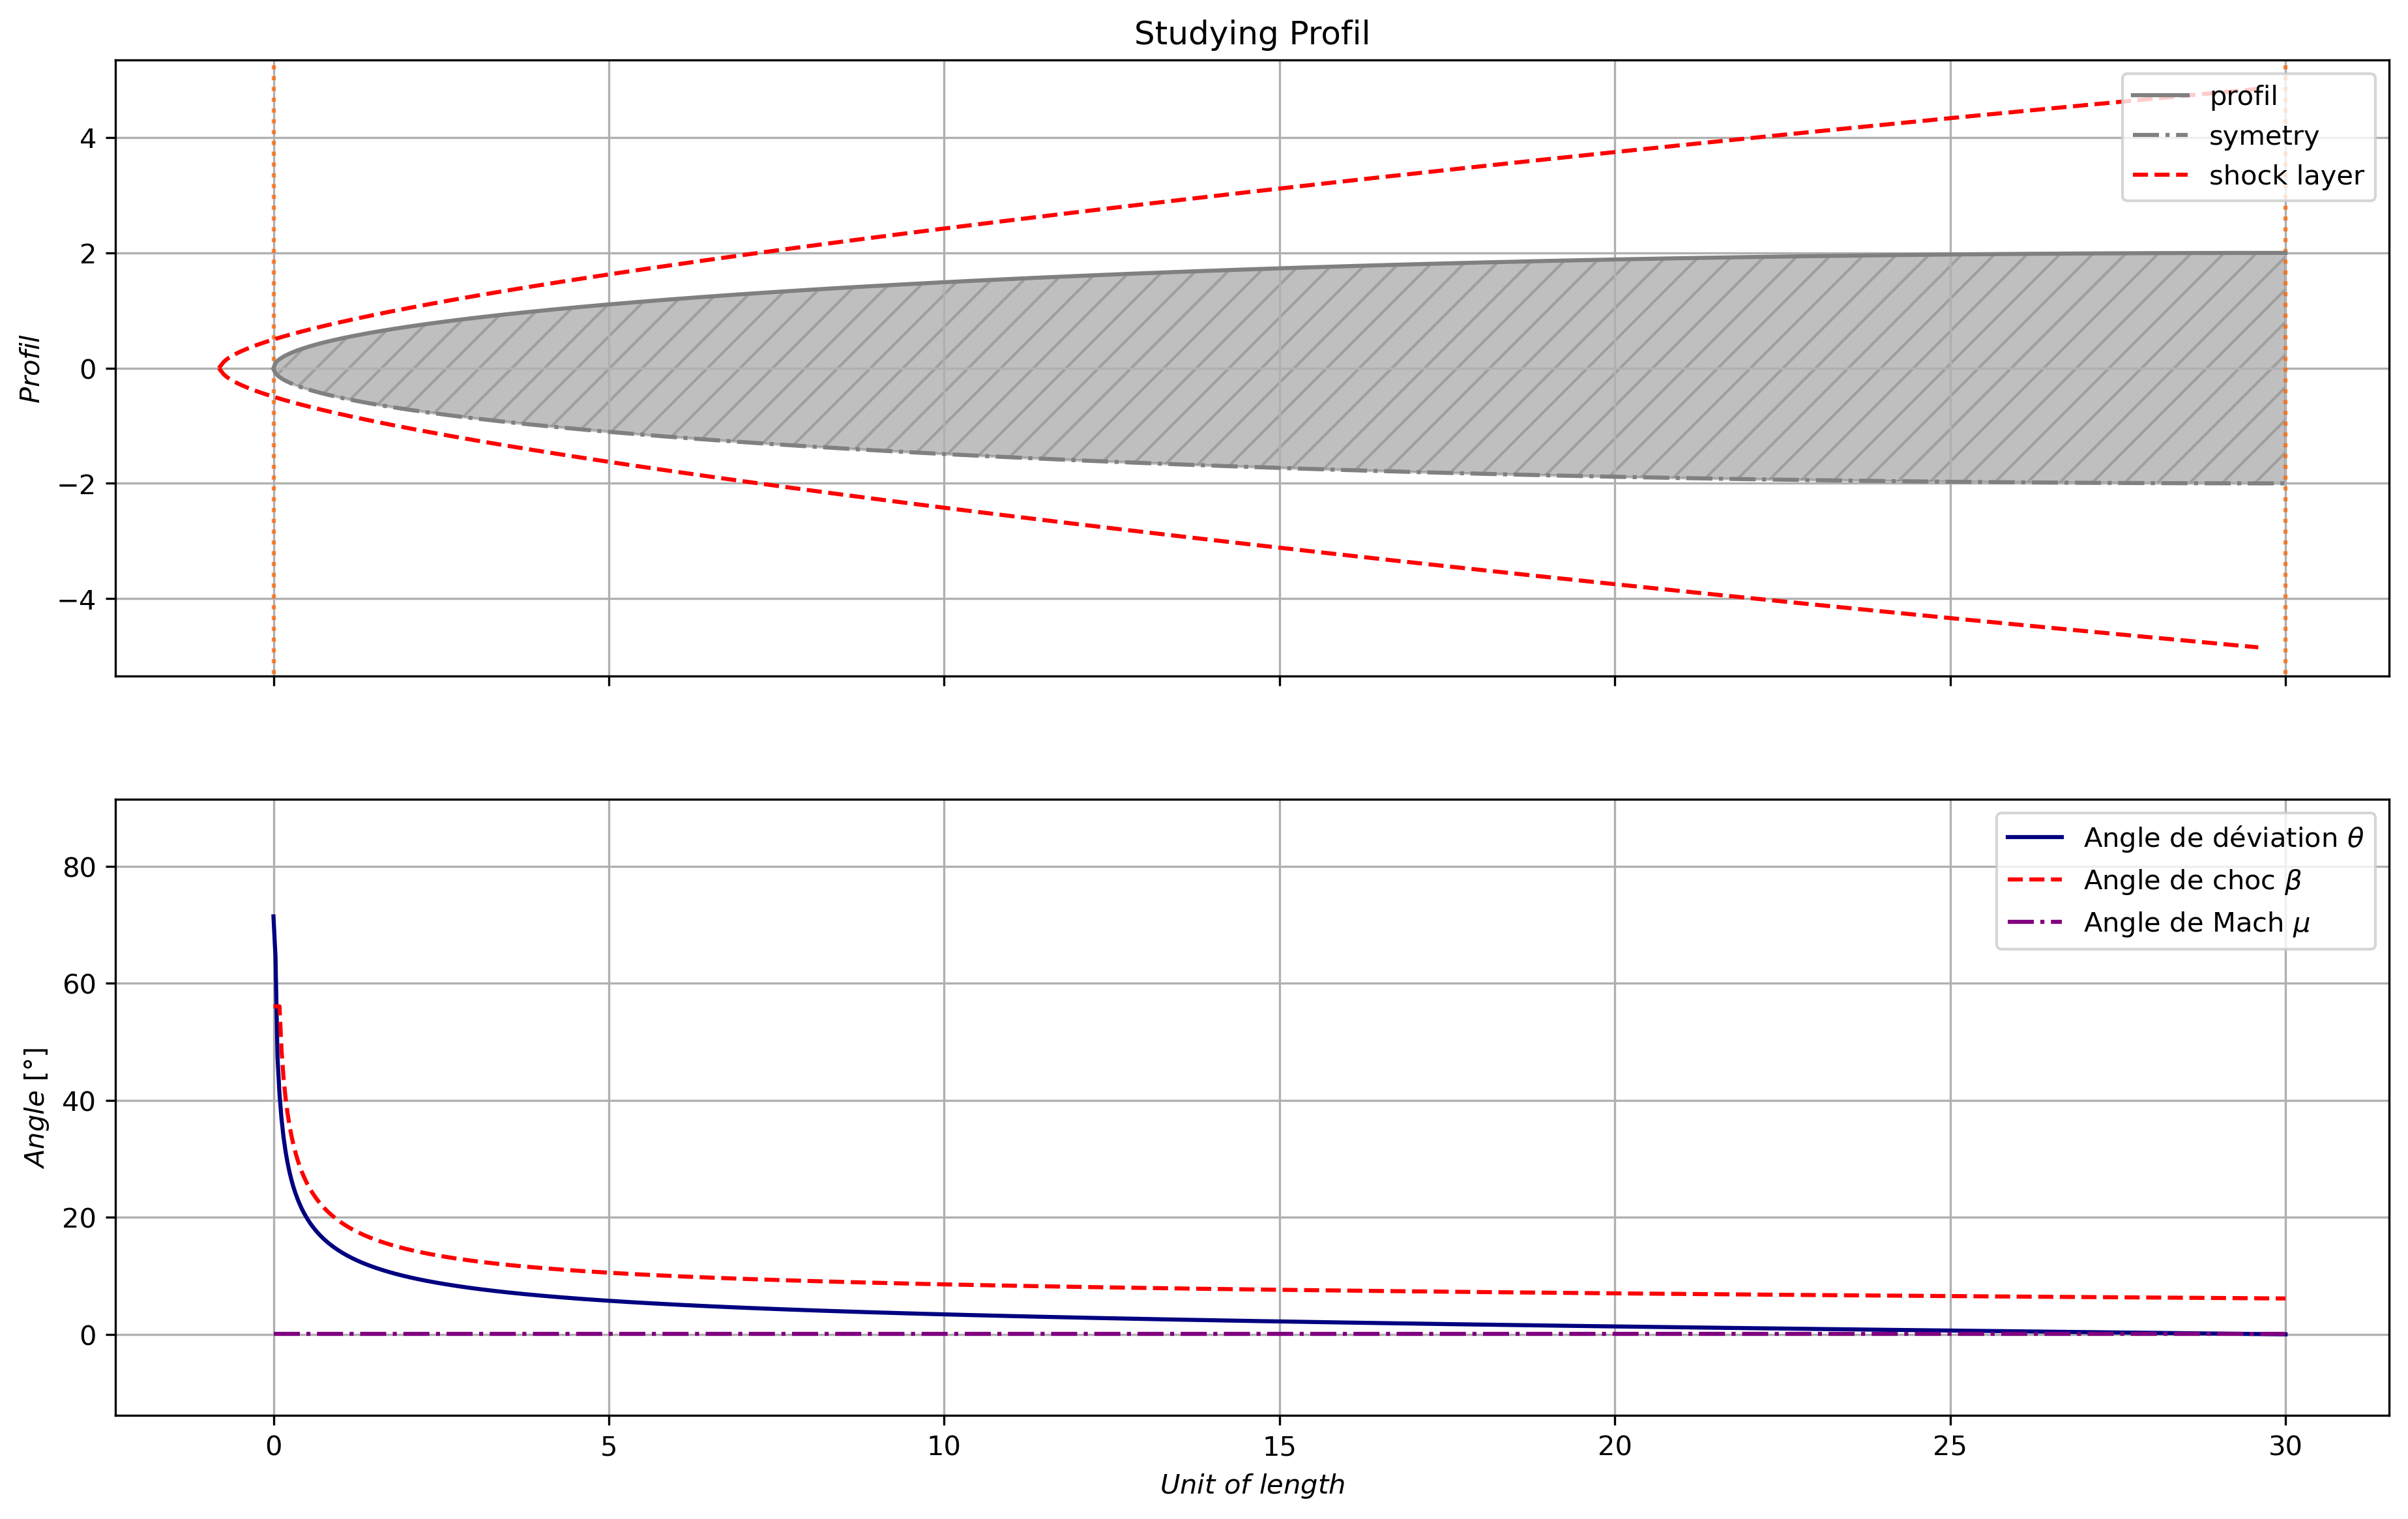 Studying Profil
profil
symetry
shock layer
Profil
4
2
0
−2
−4
Angle de déviation θ
Angle de choc β
Angle de Mach μ
Angle [°]
80
60
40
20
0
0 5 10 15 20 25 30
Unit of length